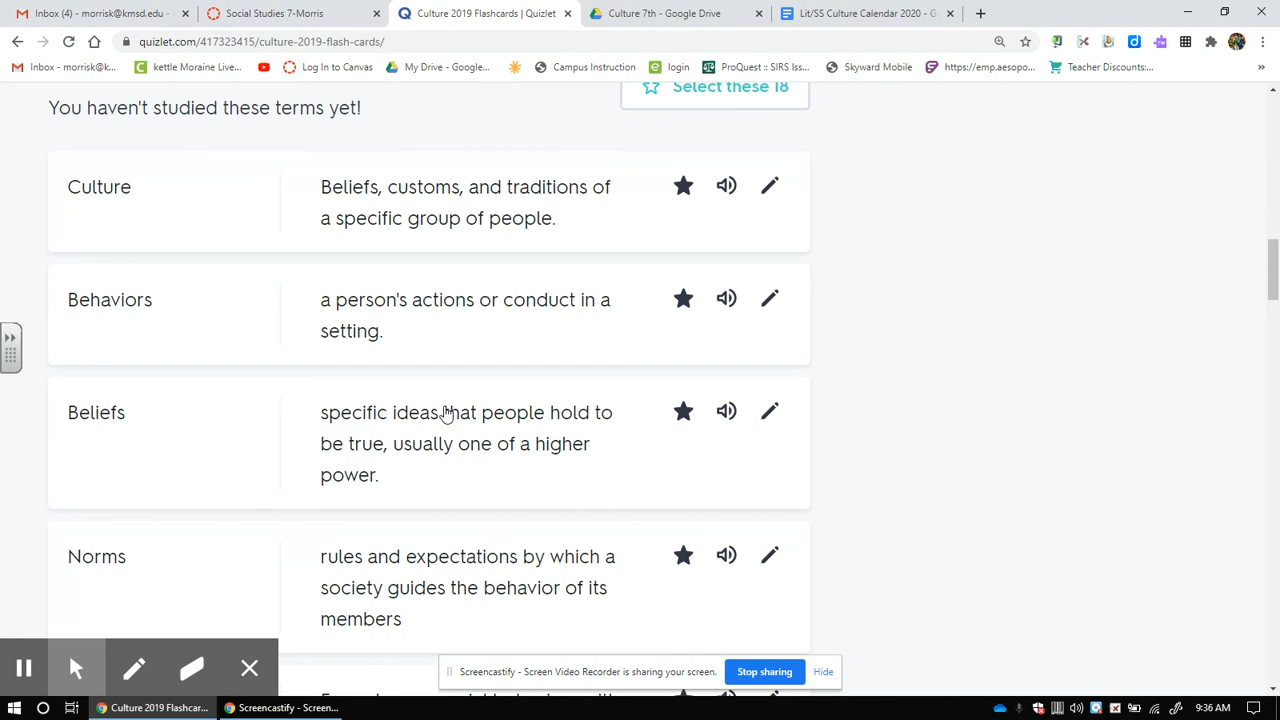 Inbox (4) - morrisk@kmsd.edu -
Social Studies 7-Morris
Culture 2019 Flashcards | Quizlet
Culture 7th - Google Drive
Lit/SS Culture Calendar 2020 - G
quizlet.com/417323415/culture-2019-flash-cards/
Inbox - morrisk@k...
kettle Moraine Live...
Log In to Canvas
My Drive - Google...
Campus Instruction
login
ProQuest :: SIRS Iss...
Skyward Mobile
https://emp.aesopo...
Teacher Discounts:...
You haven't studied these terms yet!
Select these 18
Culture
Beliefs, customs, and traditions of
a specific group of people.
Behaviors
a person's actions or conduct in a
setting.
Beliefs
specific ideas that people hold to
be true, usually one of a higher
power.
Norms
rules and expectations by which a
society guides the behavior of its
members
Screencastify - Screen Video Recorder is sharing your screen.
Stop sharing
Hide
Culture 2019 Flashcar...
Screencastify - Screen...
9:36 AM